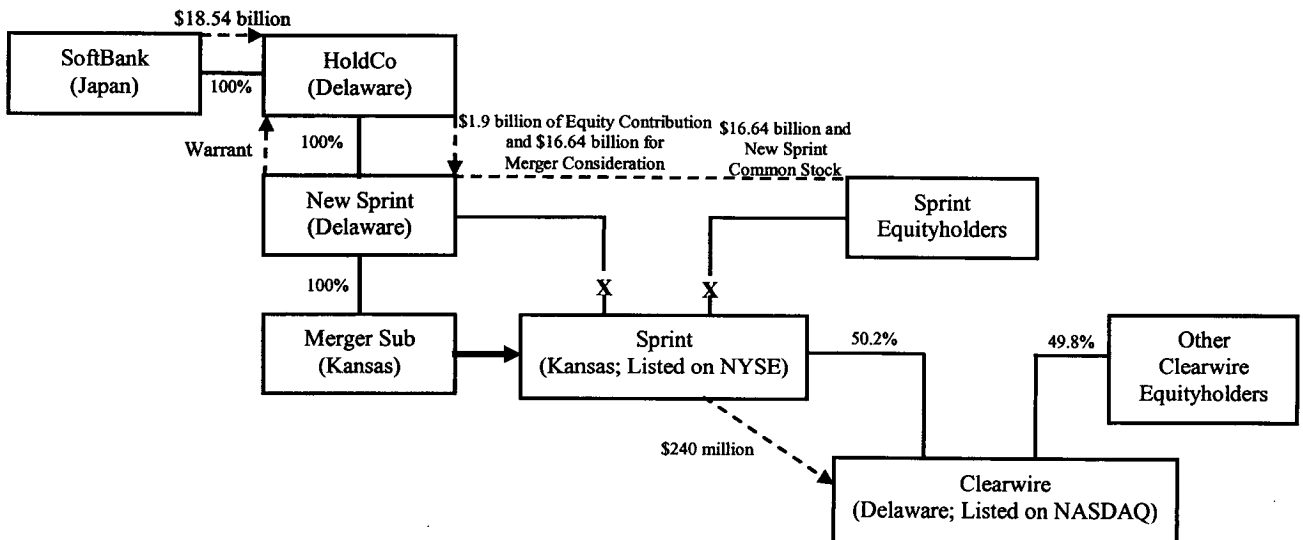 $18.54 billion
SoftBank
(Japan)
100%
HoldCo
(Delaware)
Warrant
100%
$1.9 billion of Equity Contribution
and $16.64 billion for
Merger Consideration
$16.64 billion and
New Sprint
Common Stock
New Sprint
(Delaware)
Sprint
Equityholders
100%
X
X
Merger Sub
(Kansas)
Sprint
(Kansas; Listed on NYSE)
50.2%
49.8%
Other
Clearwire
Equityholders
$240 million
Clearwire
(Delaware; Listed on NASDAQ)